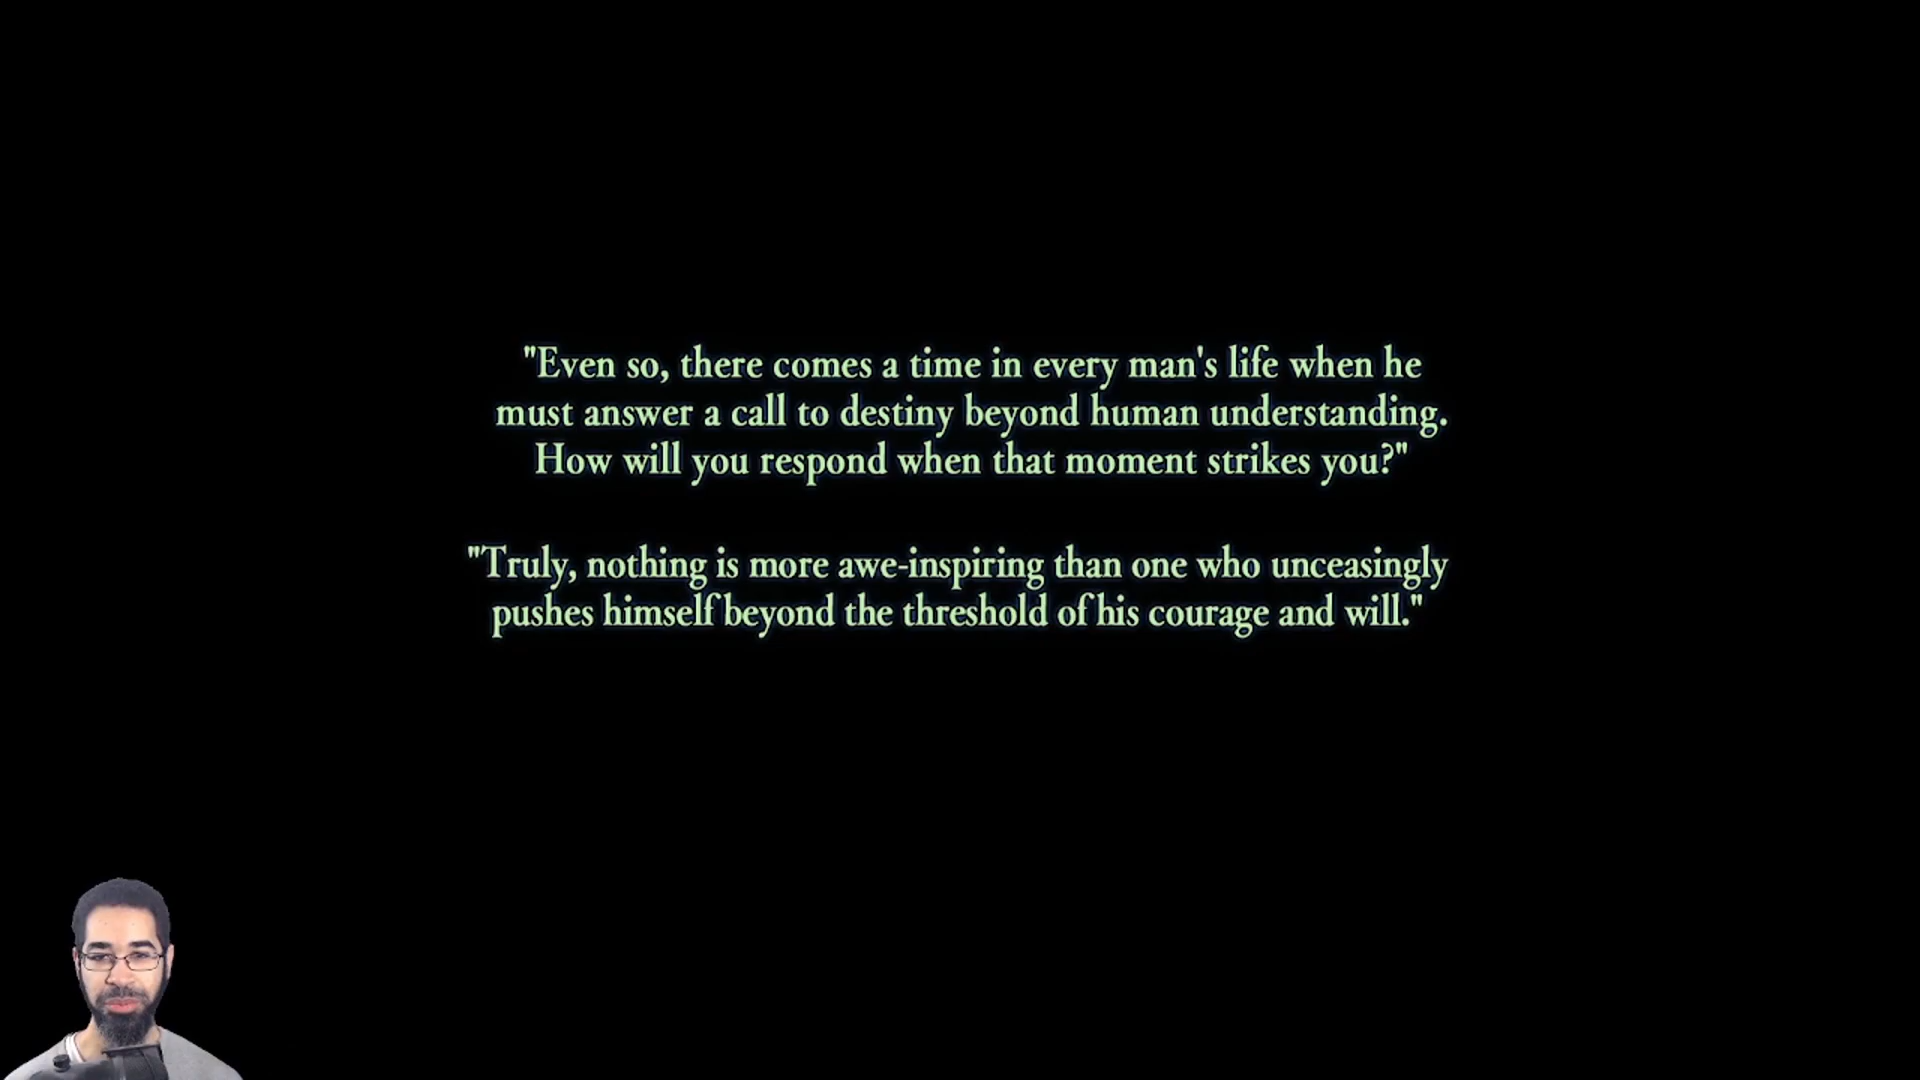 "Even so, there comes a time in every man's life when he
must answer a call to destiny beyond human understanding.
How will you respond when that moment strikes you?"
"Truly, nothing is more awe-inspiring than one who unceasingly
pushes himself beyond the threshold of his courage and will."